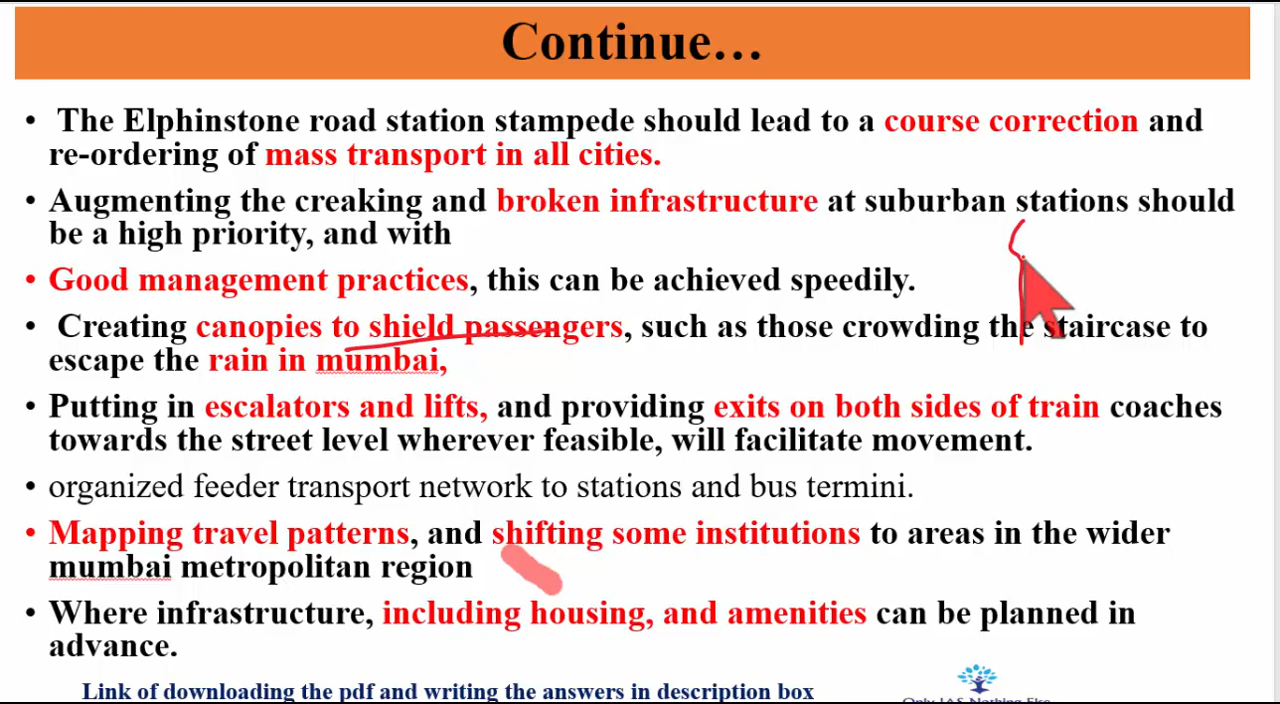 Continue…
• The Elphinstone road station stampede should lead to a course correction and
re-ordering of mass transport in all cities.
• Augmenting the creaking and broken infrastructure at suburban stations should
be a high priority, and with
• Good management practices, this can be achieved speedily.
• Creating canopies to shield passengers, such as those crowding the staircase to
escape the rain in mumbai,
• Putting in escalators and lifts, and providing exits on both sides of train coaches
towards the street level wherever feasible, will facilitate movement.
• organized feeder transport network to stations and bus termini.
• Mapping travel patterns, and shifting some institutions to areas in the wider
mumbai metropolitan region
• Where infrastructure, including housing, and amenities can be planned in
advance.
Link of downloading the pdf and writing the answers in description box
Only IAS Nothing Else